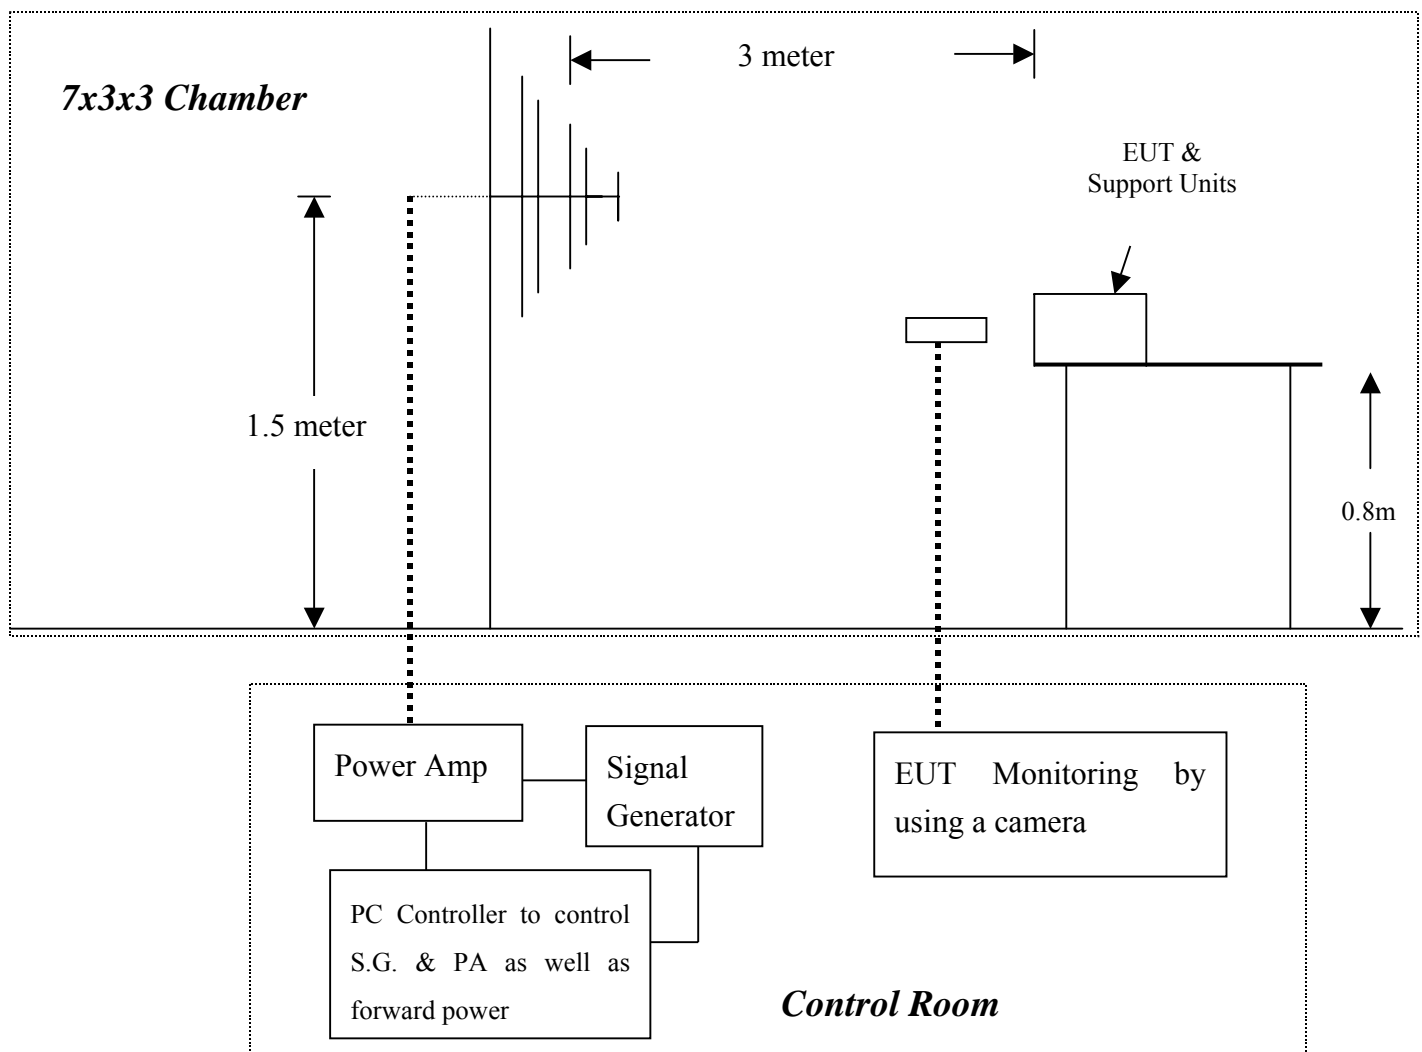 3 meter
7x3x3 Chamber
EUT &
Support Units
1.5 meter
0.8m
Power Amp
Signal
Generator
EUT Monitoring by
using a camera
PC Controller to control
S.G. & PA as well as
forward power
Control Room